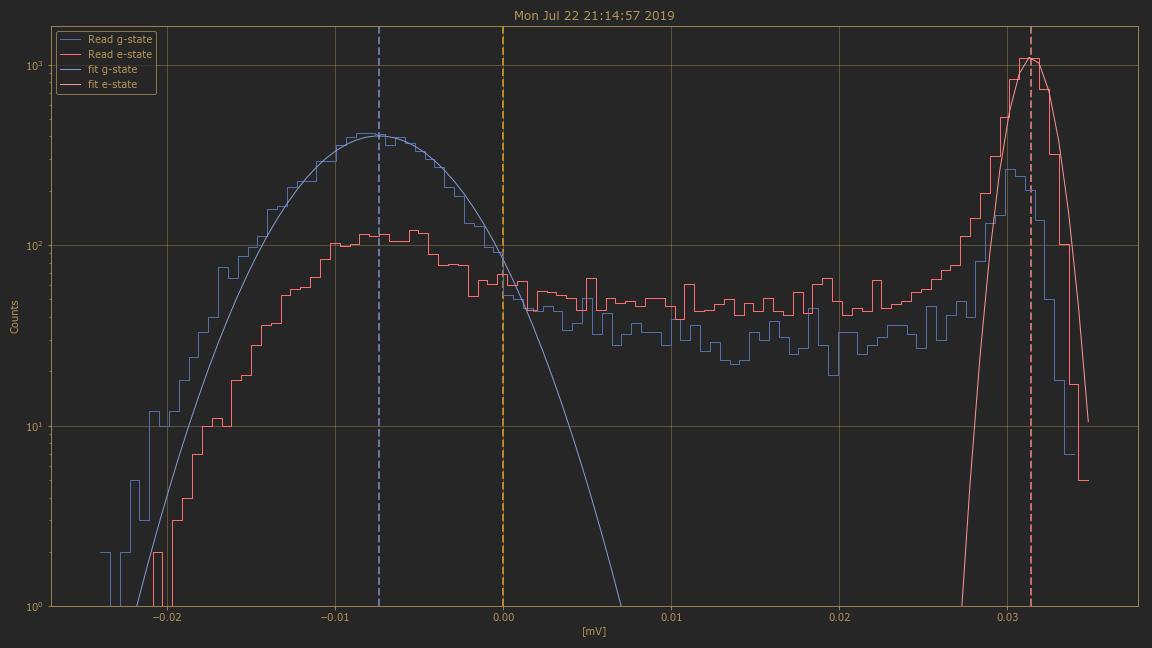 Mon Jul 22 21:14:57 2019
Read g-state
Read e-state
fit g-state
fit e-state
10³
10²
10¹
10⁰
Counts
−0.02 −0.01 0.00 0.01 0.02 0.03
[mV]